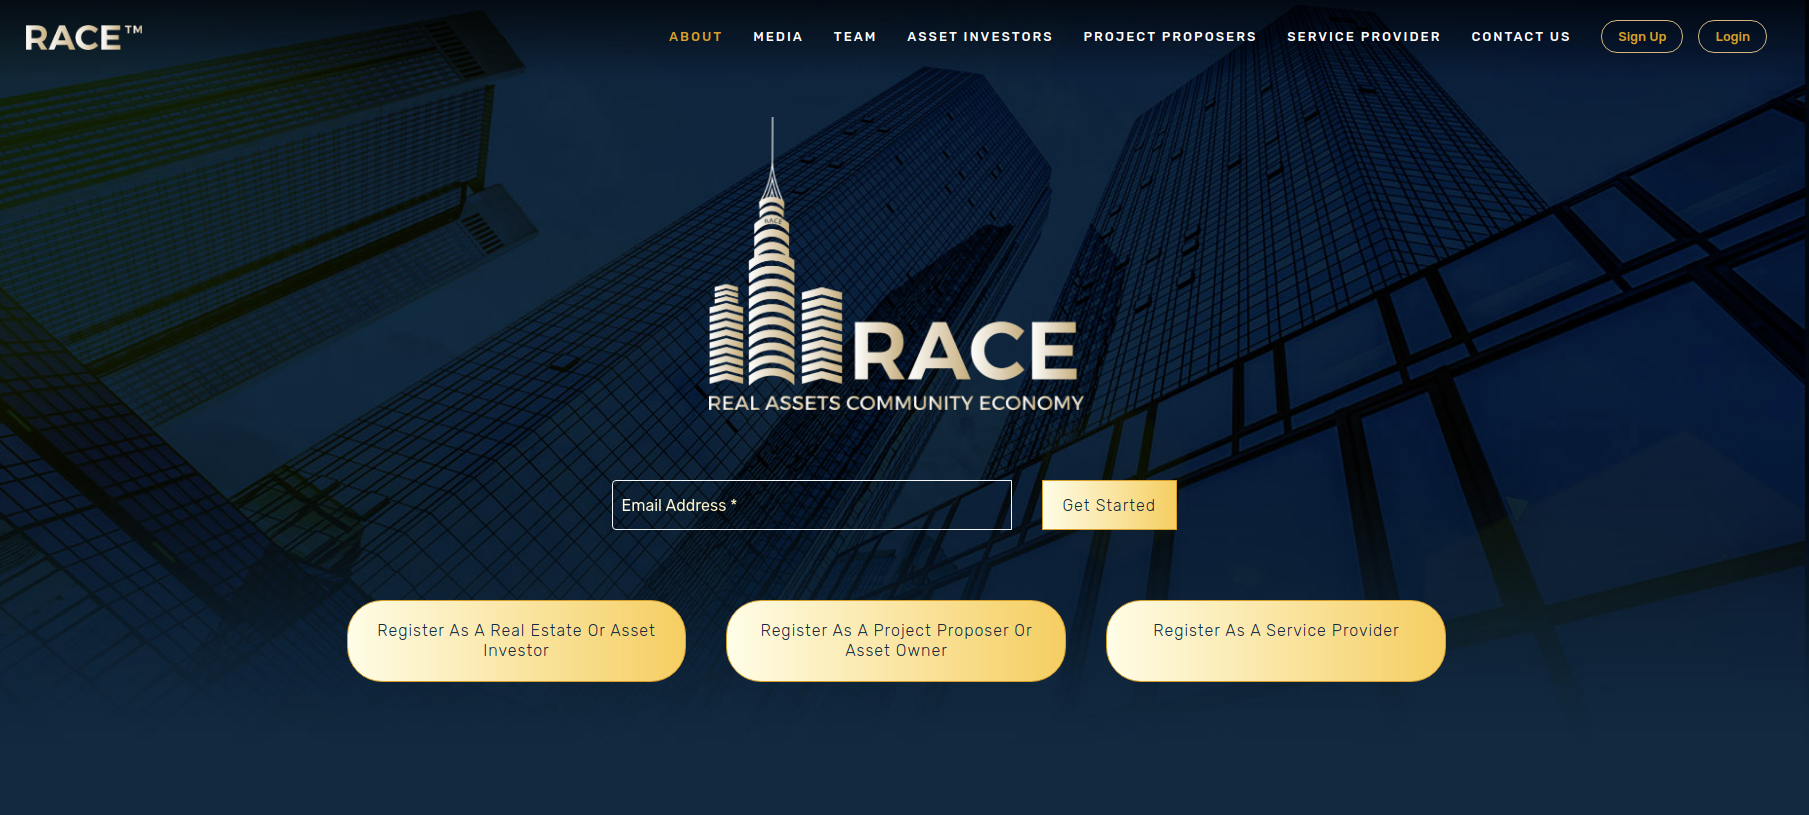 RACE™
ABOUT
MEDIA
TEAM
ASSET INVESTORS
PROJECT PROPOSERS
SERVICE PROVIDER
CONTACT US
Sign Up
Login
RACE
RACE
REAL ASSETS COMMUNITY ECONOMY
Email Address *
Get Started
Register As A Real Estate Or Asset
Investor
Register As A Project Proposer Or
Asset Owner
Register As A Service Provider